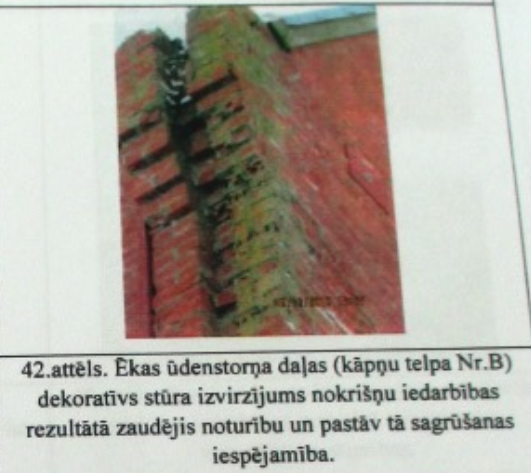 42.attēls. Ēkas ūdenstorņa daļas (kāpņu telpa Nr.B)
dekoratīvs stūra izvirzījums nokrišņu iedarbības
rezultātā zaudējis noturību un pastāv tā sagrūšanas
iespējamība.